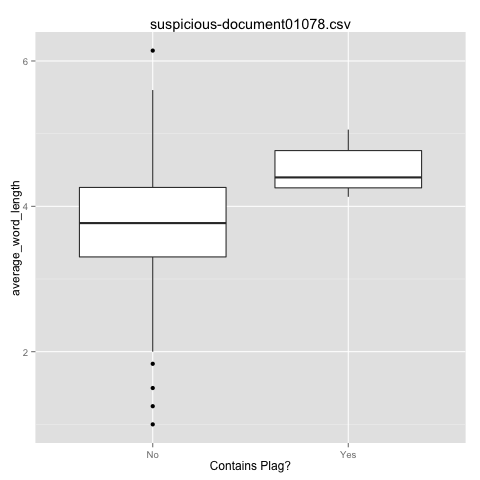 suspicious-document01078.csv
average_word_length
6
4
2
No
Yes
Contains Plag?